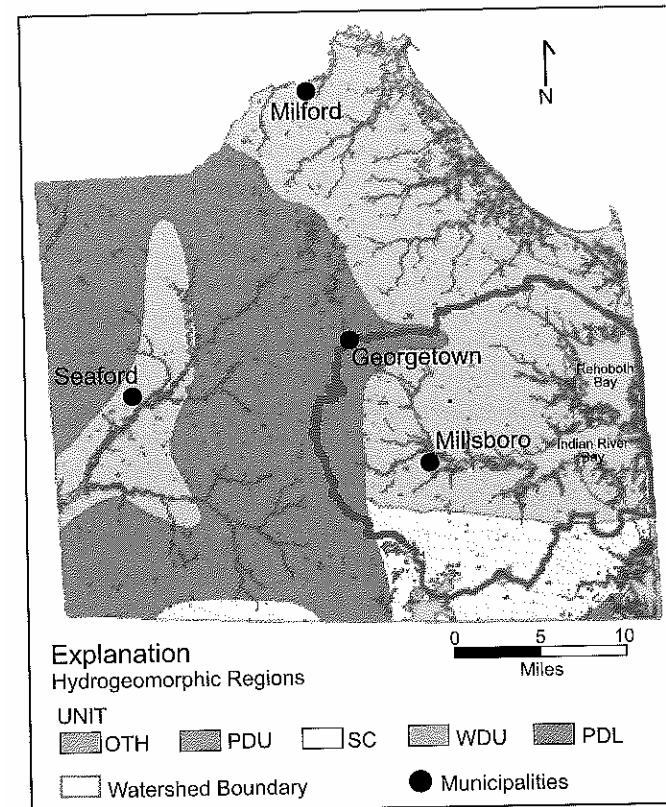 N
Milford
Georgetown
Seaford
Rehoboth
Bay
Millsboro
Indian River
Bay
Explanation
Hydrogeomorphic Regions
0 5 10
Miles
UNIT
OTH PDU SC WDU PDL
Watershed Boundary Municipalities